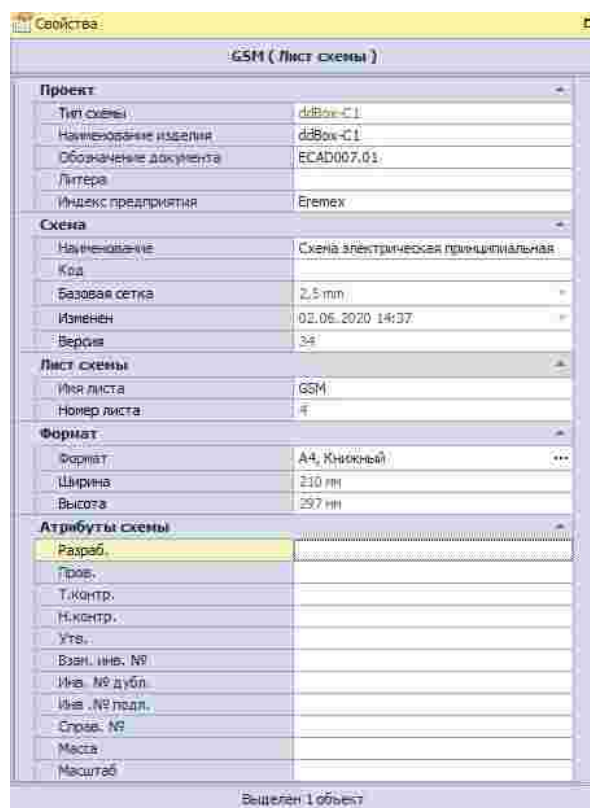 Свойства
GSM ( Лист схемы )
Проект
Тип схемы ddBox-C1
Наименование изделия ddBox-C1
Обозначение документа ECAD007.01
Литера
Индекс предприятия Eremex
Схема
Наименование Схема электрическая принципиальная
Код
Базовая сетка 2,5 mm
Изменен 02.06.2020 14:37
Версия 34
Лист схемы
Имя листа GSM
Номер листа 4
Формат
Формат A4, Книжный ...
Ширина 210 мм
Высота 297 мм
Атрибуты схемы
Разраб.
Пров.
Т.контр.
Н.контр.
Утв.
Взан. инв. №
Инв. № дубл.
Инв .№ подл.
Справ. №
Масса
Масштаб
Выделен 1 объект